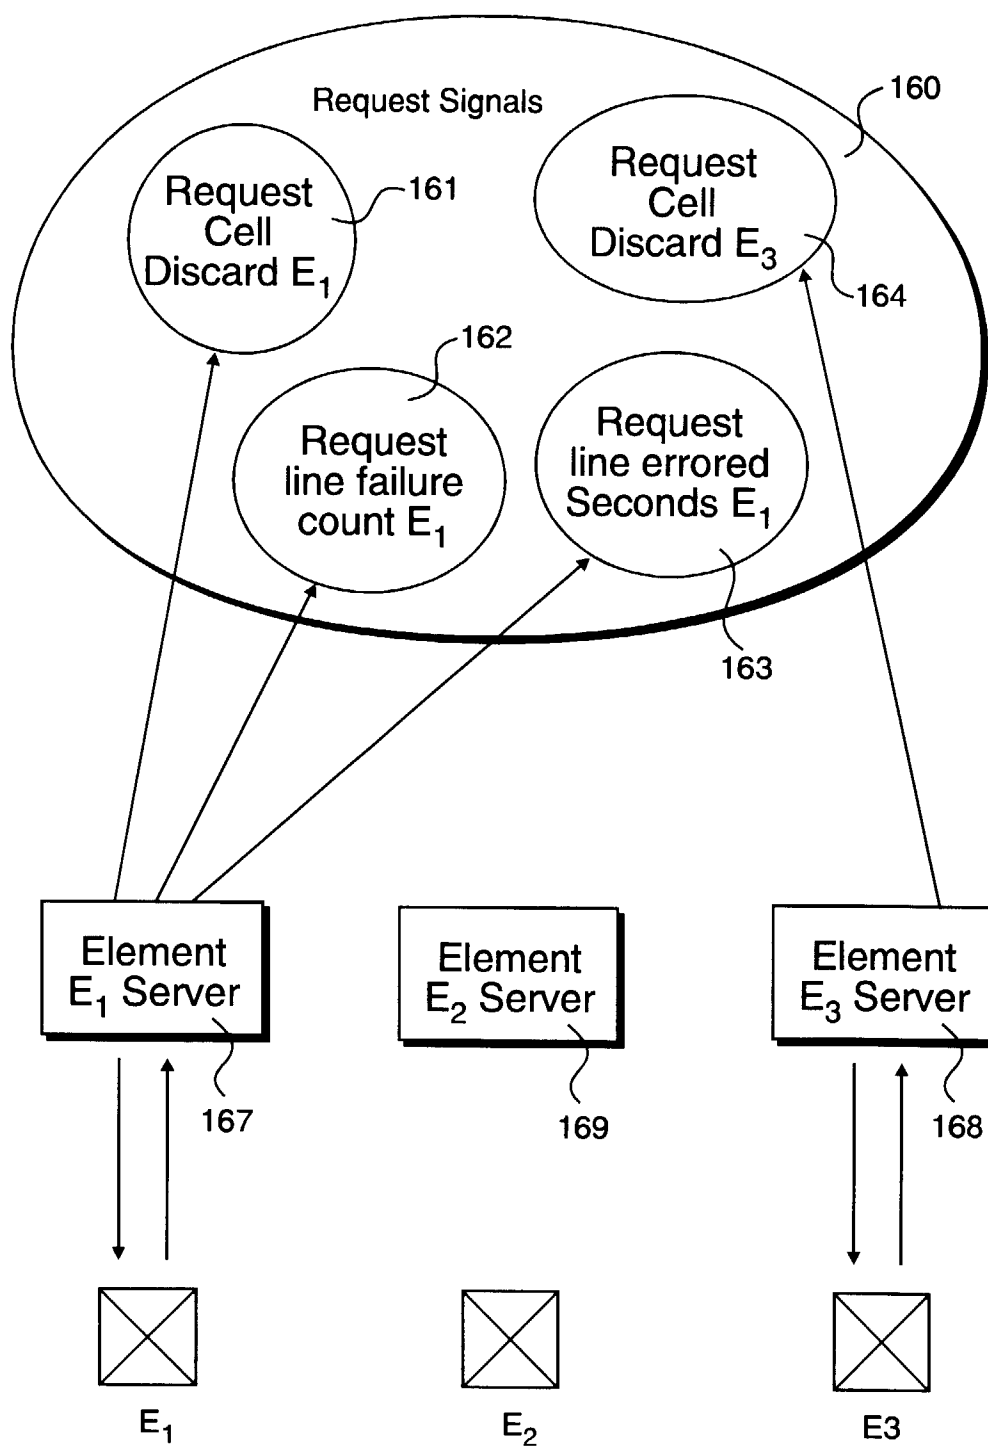 Request Signals
160
Request
Cell
Discard E₁
161
Request
Cell
Discard E₃
164
162
Request
line failure
count E₁
Request
line errored
Seconds E₁
163
Element
E₁ Server
167
Element
E₂ Server
169
Element
E₃ Server
168
E₁
E₂
E3